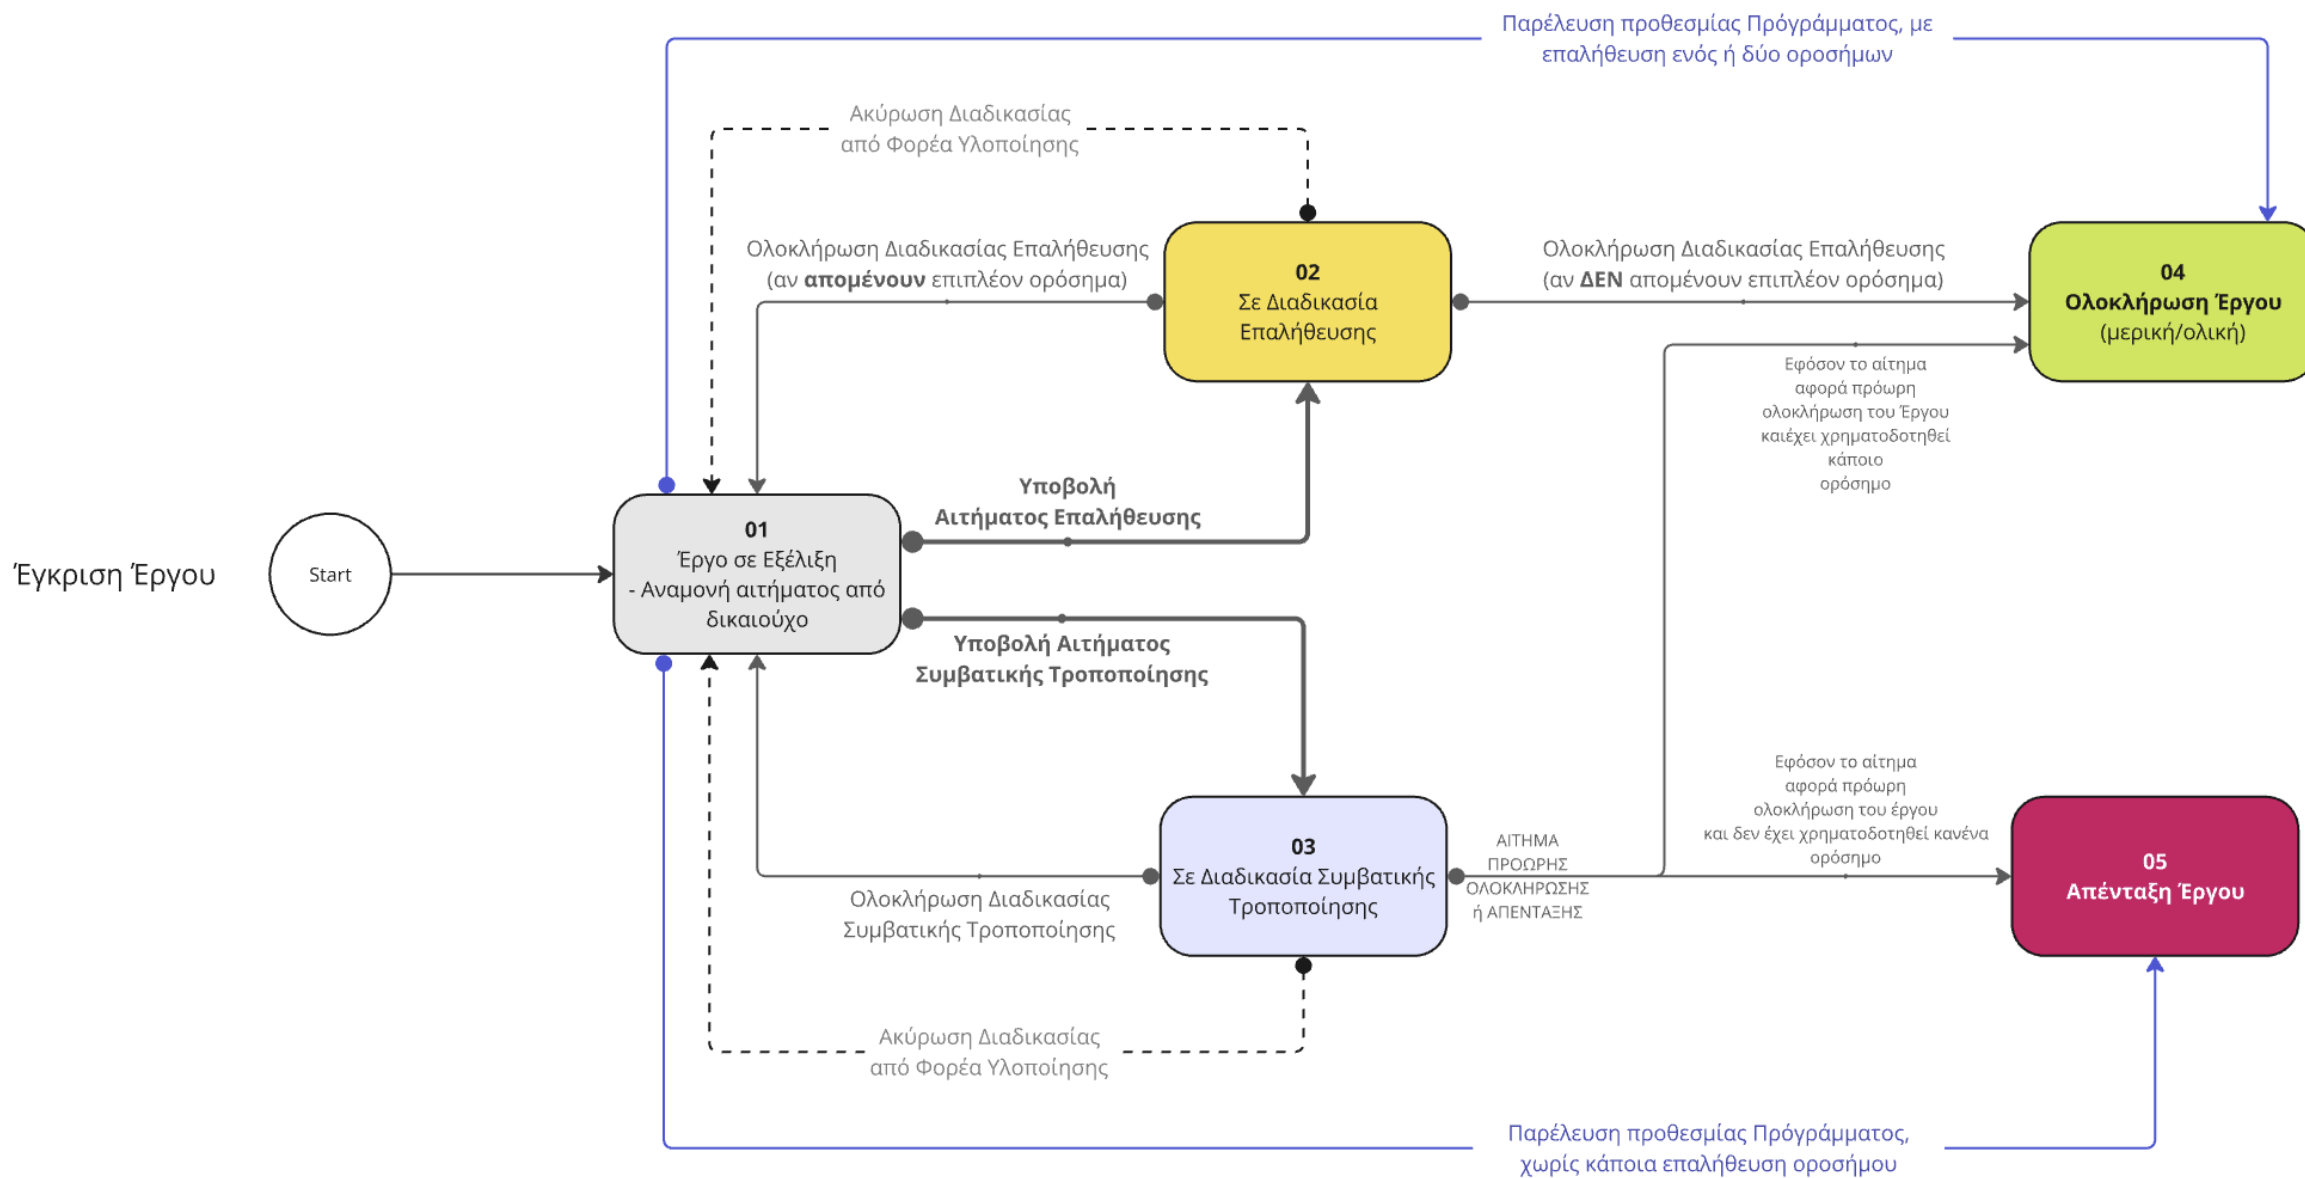 Παρέλευση προθεσμίας Πρόγράμματος, με
επαλήθευση ενός ή δύο οροσήμων
Ακύρωση Διαδικασίας
από Φορέα Υλοποίησης
Ολοκλήρωση Διαδικασίας Επαλήθευσης
(αν απομένουν επιπλέον ορόσημα)
02
Σε Διαδικασία
Επαλήθευσης
Ολοκλήρωση Διαδικασίας Επαλήθευσης
(αν ΔΕΝ απομένουν επιπλέον ορόσημα)
04
Ολοκλήρωση Έργου
(μερική/ολική)
Εφόσον το αίτημα
αφορά πρόωρη
ολοκλήρωση του Έργου
καιέχει χρηματοδοτηθεί
κάποιο
ορόσημο
Υποβολή
Αιτήματος Επαλήθευσης
Έγκριση Έργου
Start
01
Έργο σε Εξέλιξη
- Αναμονή αιτήματος από
δικαιούχο
Υποβολή Αιτήματος
Συμβατικής Τροποποίησης
Εφόσον το αίτημα
αφορά πρόωρη
ολοκλήρωση του έργου
και δεν έχει χρηματοδοτηθεί κανένα
ορόσημο
03
Σε Διαδικασία Συμβατικής
Τροποποίησης
ΑΙΤΗΜΑ
ΠΡΟΩΡΗΣ
ΟΛΟΚΛΗΡΩΣΗΣ
ή ΑΠΕΝΤΑΞΗΣ
05
Απένταξη Έργου
Ολοκλήρωση Διαδικασίας
Συμβατικής Τροποποίησης
Ακύρωση Διαδικασίας
από Φορέα Υλοποίησης
Παρέλευση προθεσμίας Πρόγράμματος,
χωρίς κάποια επαλήθευση οροσήμου